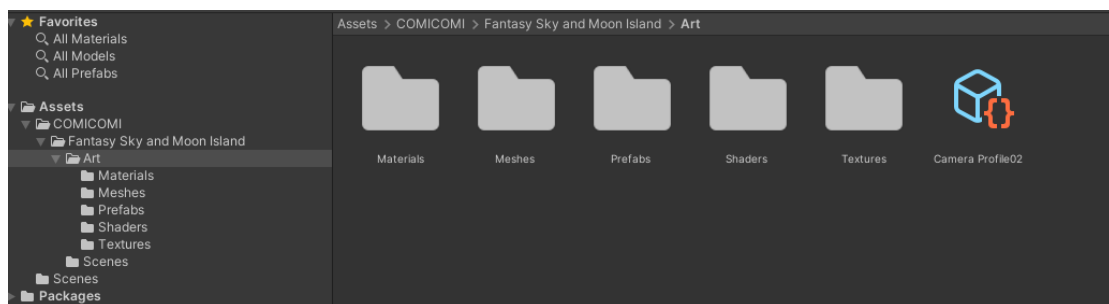 Favorites
All Materials
All Models
All Prefabs
Assets
COMICOMI
Fantasy Sky and Moon Island
Art
Materials
Meshes
Prefabs
Shaders
Textures
Scenes
Scenes
Packages
Assets > COMICOMI > Fantasy Sky and Moon Island > Art
Materials Meshes Prefabs Shaders Textures Camera Profile02